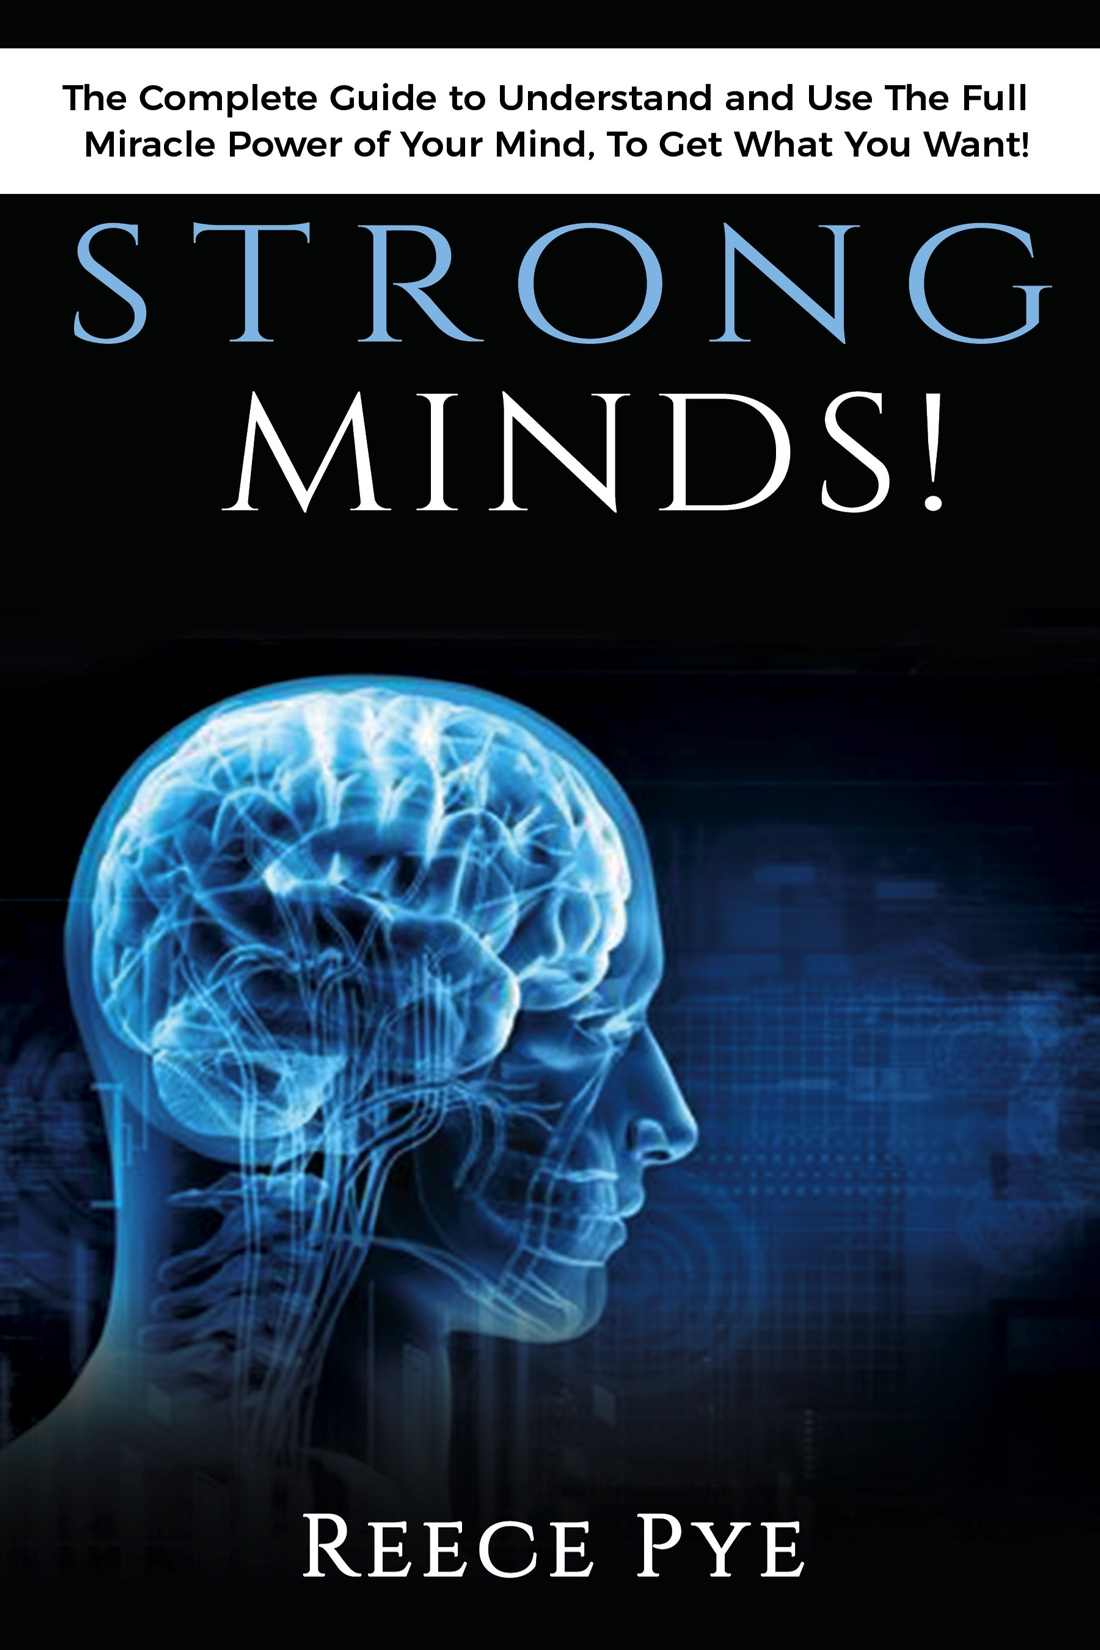 The Complete Guide to Understand and Use The Full
Miracle Power of Your Mind, To Get What You Want!
STRONG
MINDS!
REECE PYE